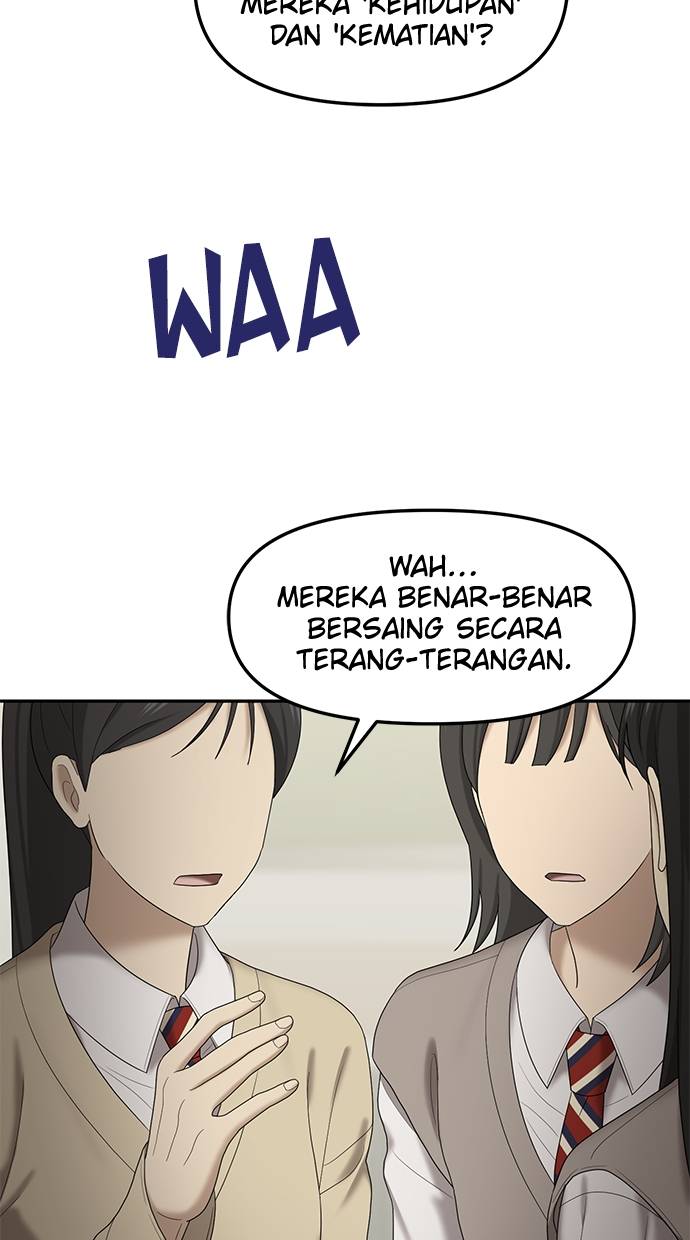 MEREKA 'KEHIDUPAN'
DAN 'KEMATIAN'?
WAA
WAH...
MEREKA BENAR-BENAR
BERSAING SECARA
TERANG-TERANGAN.